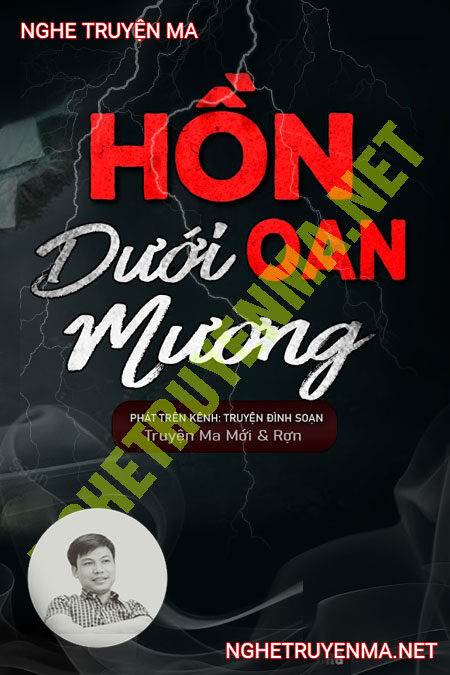 NGHE TRUYỆN MA
HỒN
Dưới OAN
Mương
NGHETRUYENMA.NET
PHÁT TRÊN KÊNH: TRUYỆN ĐÌNH SOẠN
Truyện Ma Mới & Rợn
NGHETRUYENMA.NET